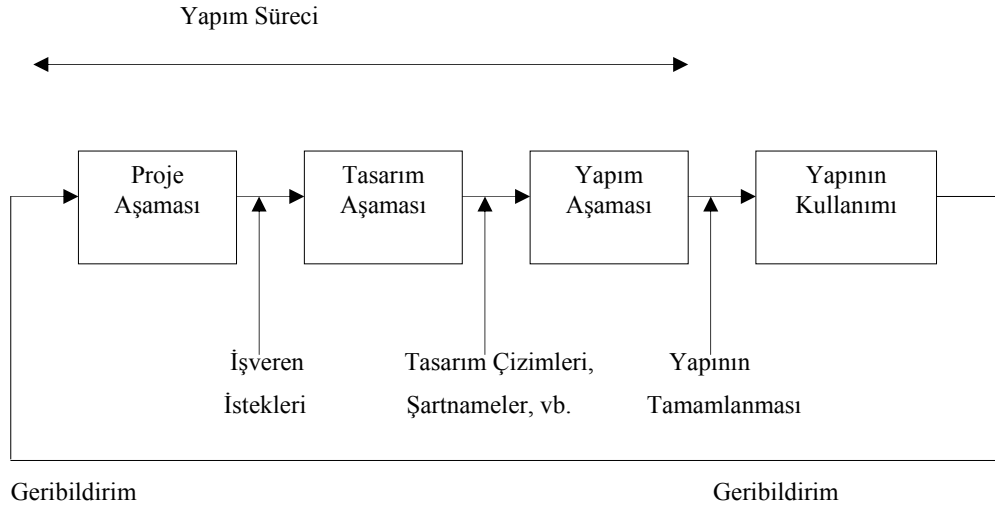 Yapım Süreci
Proje
Aşaması
Tasarım
Aşaması
Yapım
Aşaması
Yapının
Kullanımı
İşveren
İstekleri
Tasarım Çizimleri,
Şartnameler, vb.
Yapının
Tamamlanması
Geribildirim
Geribildirim